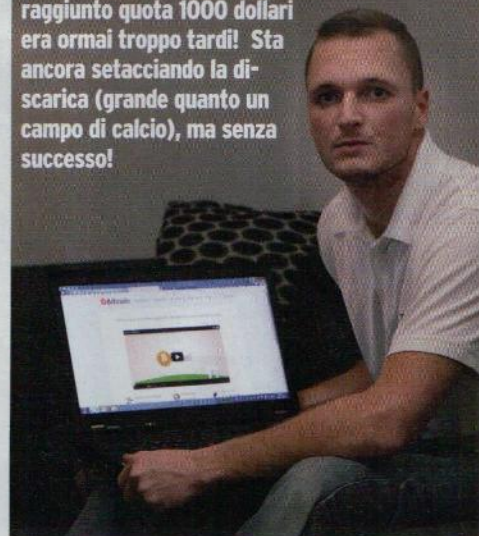 raggiunto quota 1000 dollari
era ormai troppo tardi! Sta
ancora setacciando la di-
scarica (grande quanto un
campo di calcio), ma senza
successo!